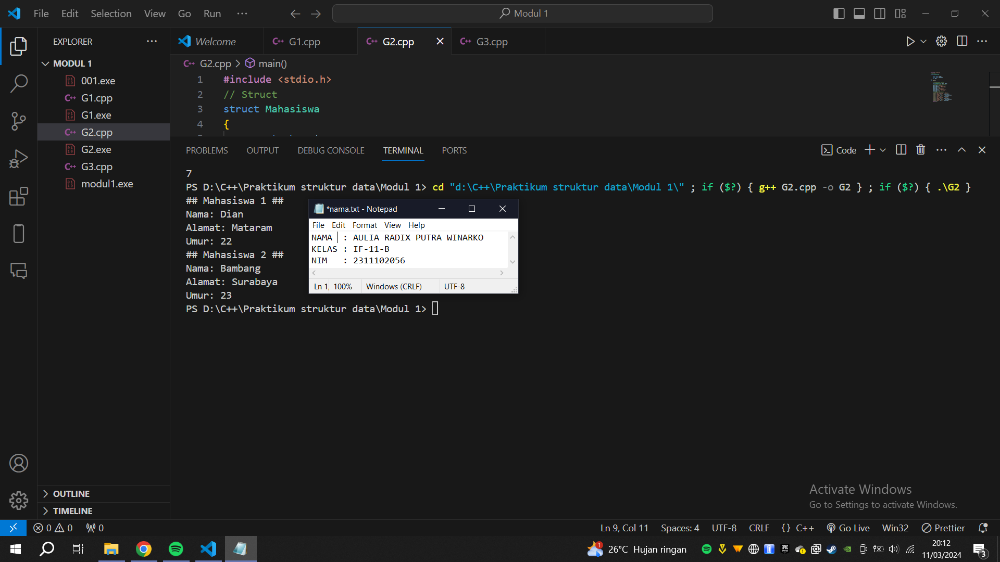 File Edit Selection View Go Run ··· Modul 1
EXPLORER
MODUL 1
001.exe
G1.cpp
G1.exe
G2.cpp
G2.exe
G3.cpp
modul1.exe
OUTLINE
TIMELINE
Welcome G1.cpp G2.cpp G3.cpp
G2.cpp > main()
1 #include <stdio.h>
2 // Struct
3 struct Mahasiswa
4 {
PROBLEMS OUTPUT DEBUG CONSOLE TERMINAL PORTS Code
7
PS D:\C++\Praktikum struktur data\Modul 1> cd "d:\C++\Praktikum struktur data\Modul 1\" ; if ($?) { g++ G2.cpp -o G2 } ; if ($?) { .\G2 }
## Mahasiswa 1 ##
Nama: Dian
Alamat: Mataram
Umur: 22
## Mahasiswa 2 ##
Nama: Bambang
Alamat: Surabaya
Umur: 23
PS D:\C++\Praktikum struktur data\Modul 1>
*nama.txt - Notepad
File Edit Format View Help
NAMA : AULIA RADIX PUTRA WINARKO
KELAS : IF-11-B
NIM : 2311102056
Ln 1 100% Windows (CRLF) UTF-8
Activate Windows
Go to Settings to activate Windows.
0 0 0 Ln 9, Col 11 Spaces: 4 UTF-8 CRLF {} C++ Go Live Win32 Prettier
1 26°C Hujan ringan
20:12
11/03/2024
3